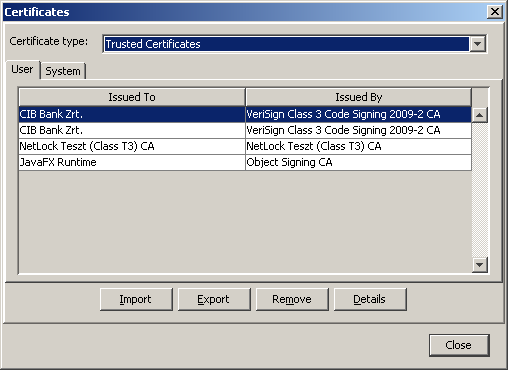 Certificates
Certificate type: Trusted Certificates
User System
Issued To Issued By
CIB Bank Zrt. VeriSign Class 3 Code Signing 2009-2 CA
CIB Bank Zrt. VeriSign Class 3 Code Signing 2009-2 CA
NetLock Teszt (Class T3) CA NetLock Teszt (Class T3) CA
JavaFX Runtime Object Signing CA
Import Export Remove Details
Close